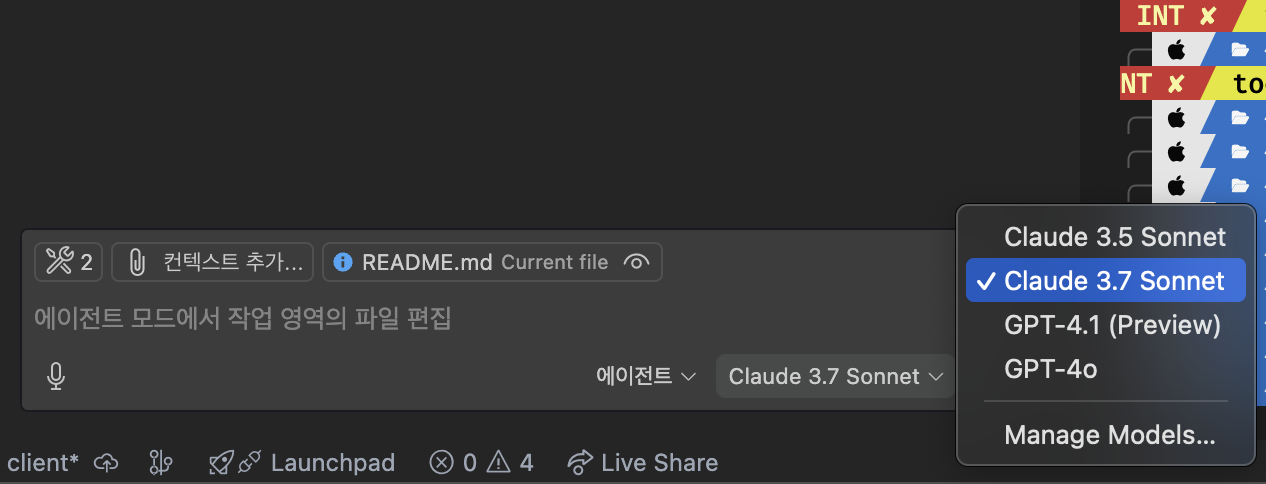 INT ✘
NT ✘ to
2 컨텍스트 추가... README.md Current file
에이전트 모드에서 작업 영역의 파일 편집
에이전트 Claude 3.7 Sonnet
Claude 3.5 Sonnet
✓ Claude 3.7 Sonnet
GPT-4.1 (Preview)
GPT-4o
Manage Models...
client* Launchpad 0 4 Live Share